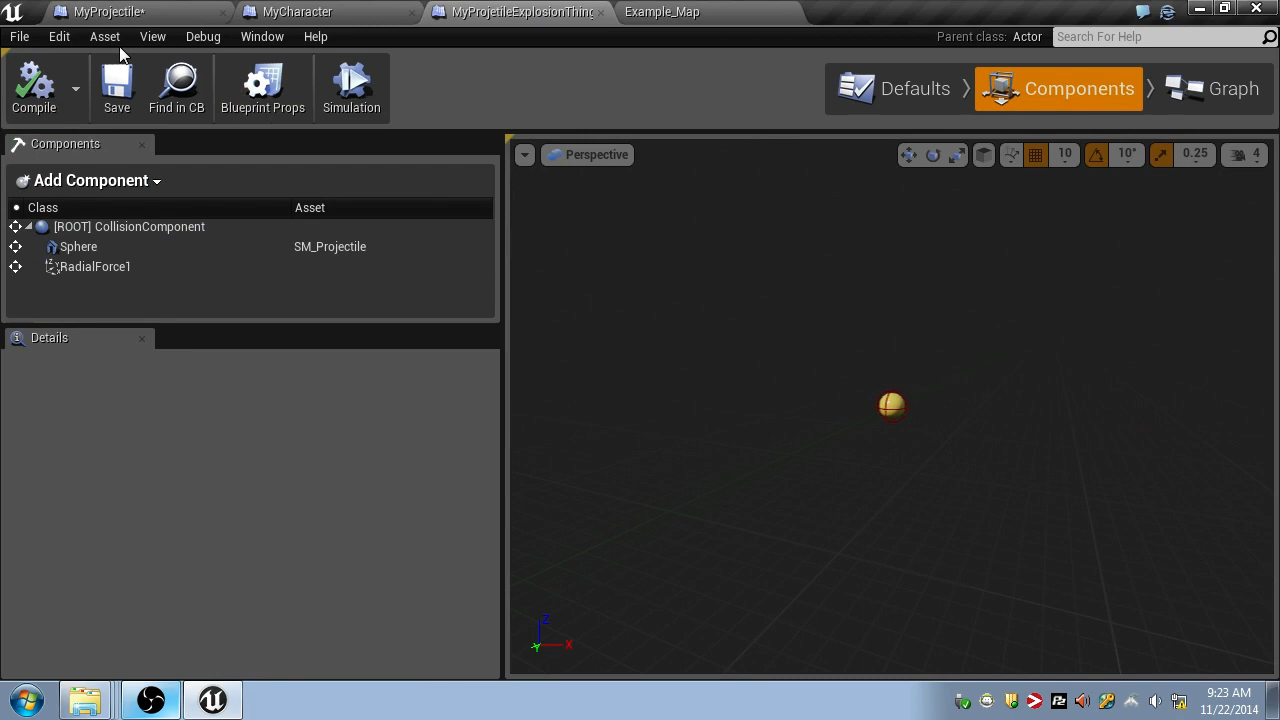 MyProjectile*
MyCharacter
MyProjetileExplosionThing
Example_Map
File Edit Asset View Debug Window Help
Parent class: Actor
Search For Help
Compile
Save
Find in CB
Blueprint Props
Simulation
Defaults
Components
Graph
Components
Perspective
10
10°
0.25
4
Add Component
Class Asset
[ROOT] CollisionComponent
Sphere SM_Projectile
RadialForce1
Details
Z
X
Y
9:23 AM
11/22/2014